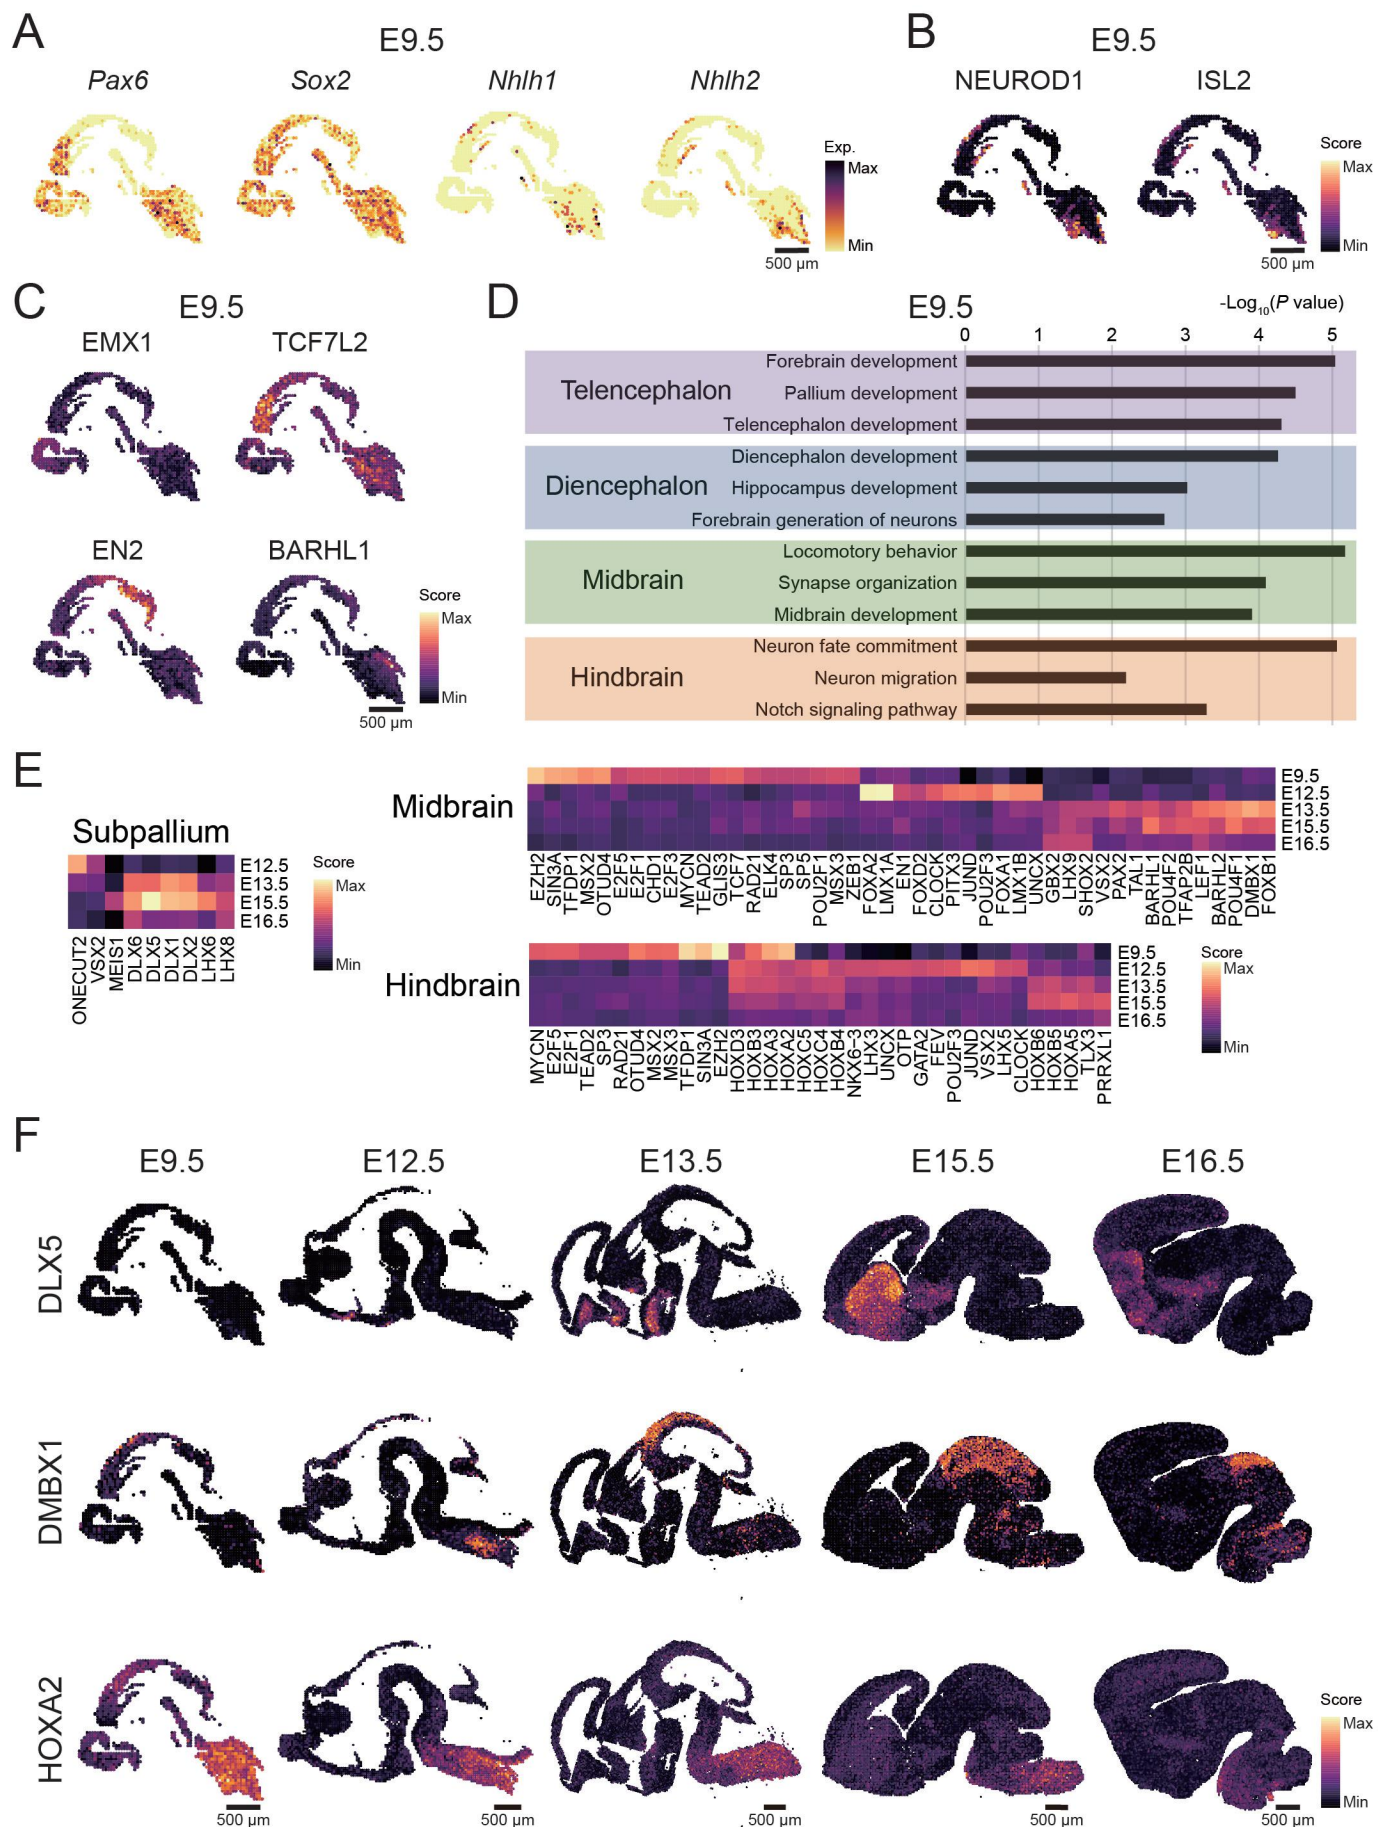 A
E9.5
Pax6
Sox2
Nhlh1
Nhlh2
Exp.
Max
Min
500 µm
B
E9.5
NEUROD1
ISL2
Score
Max
Min
500 µm
C
E9.5
EMX1
TCF7L2
EN2
BARHL1
Score
Max
Min
500 µm
D
E9.5
-Log10(P value)
0 1 2 3 4 5
Telencephalon
Forebrain development
Pallium development
Telencephalon development
Diencephalon
Diencephalon development
Hippocampus development
Forebrain generation of neurons
Midbrain
Locomotory behavior
Synapse organization
Midbrain development
Hindbrain
Neuron fate commitment
Neuron migration
Notch signaling pathway
E
Subpallium
E12.5
E13.5
E15.5
E16.5
ONECUT2
VSX2
MEIS1
DLX6
DLX5
DLX1
DLX2
LHX6
LHX8
Score
Max
Min
Midbrain
E9.5
E12.5
E13.5
E15.5
E16.5
EZH2
SIN3A
TFDP1
MSX2
OTUD4
E2F5
E2F1
CHD1
E2F3
MYCN
TEAD2
GLIS3
TCF7
RAD21
ELK4
SP3
SP5
POU2F1
MSX3
ZEB1
FOXA2
LMX1A
EN1
FOXD2
CLOCK
PITX3
JUND
POU2F3
FOXA1
LMX1B
UNCX
GBX2
LHX9
SHOX2
VSX2
PAX2
TAL1
BARHL1
POU4F2
TFAP2B
LEF1
BARHL2
POU4F1
DMBX1
FOXB1
Hindbrain
E9.5
E12.5
E13.5
E15.5
E16.5
MYCN
E2F5
E2F1
TEAD2
SP3
RAD21
OTUD4
MSX2
MSX3
TFDP1
SIN3A
EZH2
HOXD3
HOXB3
HOXA3
HOXA2
HOXC5
HOXC4
HOXB4
NKX6-3
LHX3
UNCX
OTP
GATA2
FEV
POU2F3
JUND
VSX2
LHX5
CLOCK
HOXB6
HOXB5
HOXA5
TLX3
PRRXL1
Score
Max
Min
F
E9.5
E12.5
E13.5
E15.5
E16.5
DLX5
DMBX1
HOXA2
Score
Max
Min
500 µm
500 µm
500 µm
500 µm
500 µm